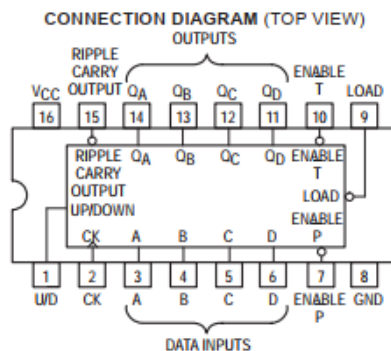 CONNECTION DIAGRAM (TOP VIEW)
OUTPUTS
RIPPLE
CARRY
OUTPUT
ENABLE
T
VCC QA QB QC QD LOAD
16 15 14 13 12 11 10 9
RIPPLE
CARRY
OUTPUT
QA QB QC QD ENABLE
T
LOAD
UP/DOWN
ENABLE
P
CK A B C D
1 2 3 4 5 6 7 8
U/D CK A B C D ENABLE
P
GND
DATA INPUTS